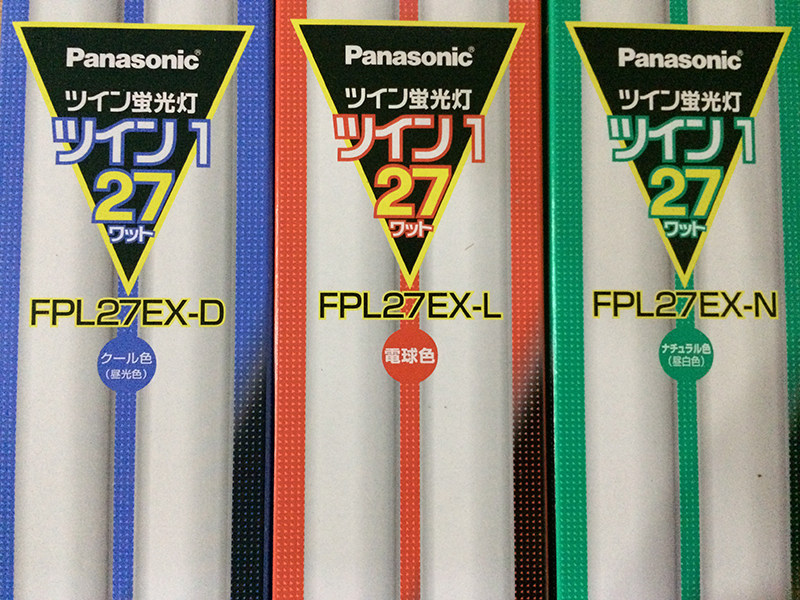 Panasonic®
ツイン蛍光灯
ツイン1
27
ワット
FPL27EX-D
クール色
(昼光色)
Panasonic®
ツイン蛍光灯
ツイン1
27
ワット
FPL27EX-L
電球色
Panasonic®
ツイン蛍光灯
ツイン1
27
ワット
FPL27EX-N
ナチュラル色
(昼白色)